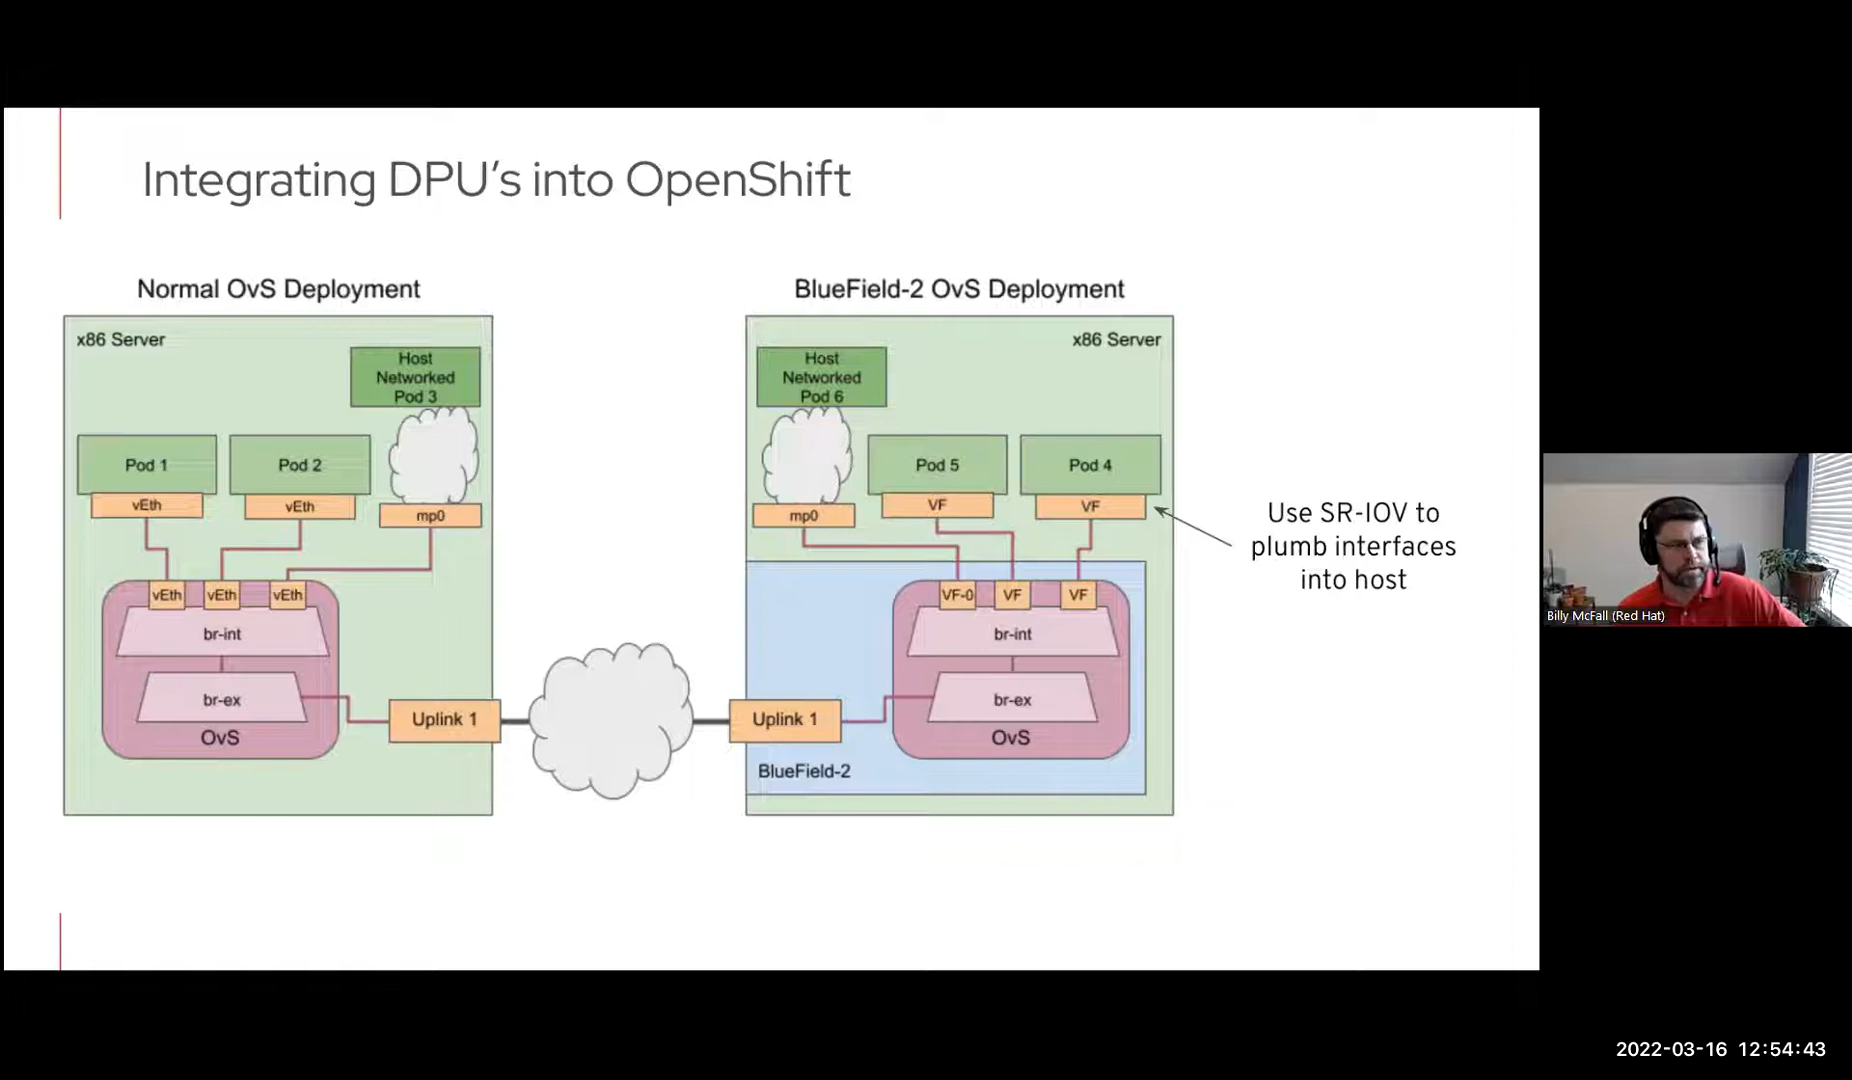 Integrating DPU's into OpenShift
Normal OvS Deployment
x86 Server
Host
Networked
Pod 3
Pod 1
Pod 2
vEth
vEth
mp0
vEth
vEth
vEth
br-int
br-ex
OvS
Uplink 1
BlueField-2 OvS Deployment
x86 Server
Host
Networked
Pod 6
Pod 5
Pod 4
mp0
VF
VF
VF-0
VF
VF
br-int
br-ex
OvS
Uplink 1
BlueField-2
Use SR-IOV to
plumb interfaces
into host
Billy McFall (Red Hat)
2022-03-16 12:54:43